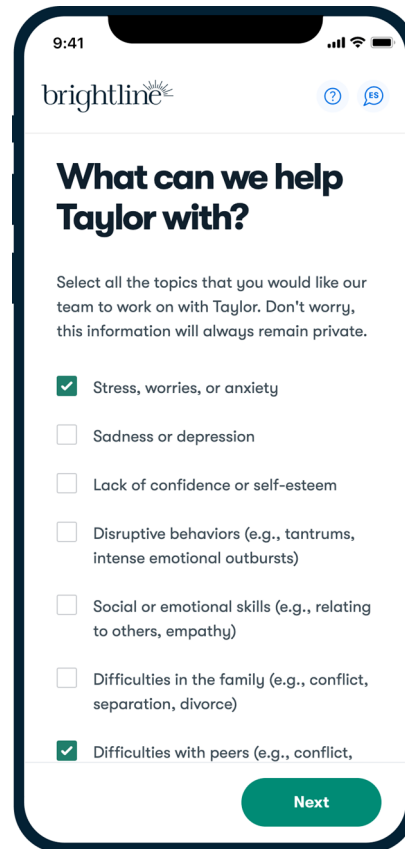 9:41
brightline
ES
What can we help
Taylor with?
Select all the topics that you would like our
team to work on with Taylor. Don't worry,
this information will always remain private.
Stress, worries, or anxiety
Sadness or depression
Lack of confidence or self-esteem
Disruptive behaviors (e.g., tantrums,
intense emotional outbursts)
Social or emotional skills (e.g., relating
to others, empathy)
Difficulties in the family (e.g., conflict,
separation, divorce)
Difficulties with peers (e.g., conflict,
Next